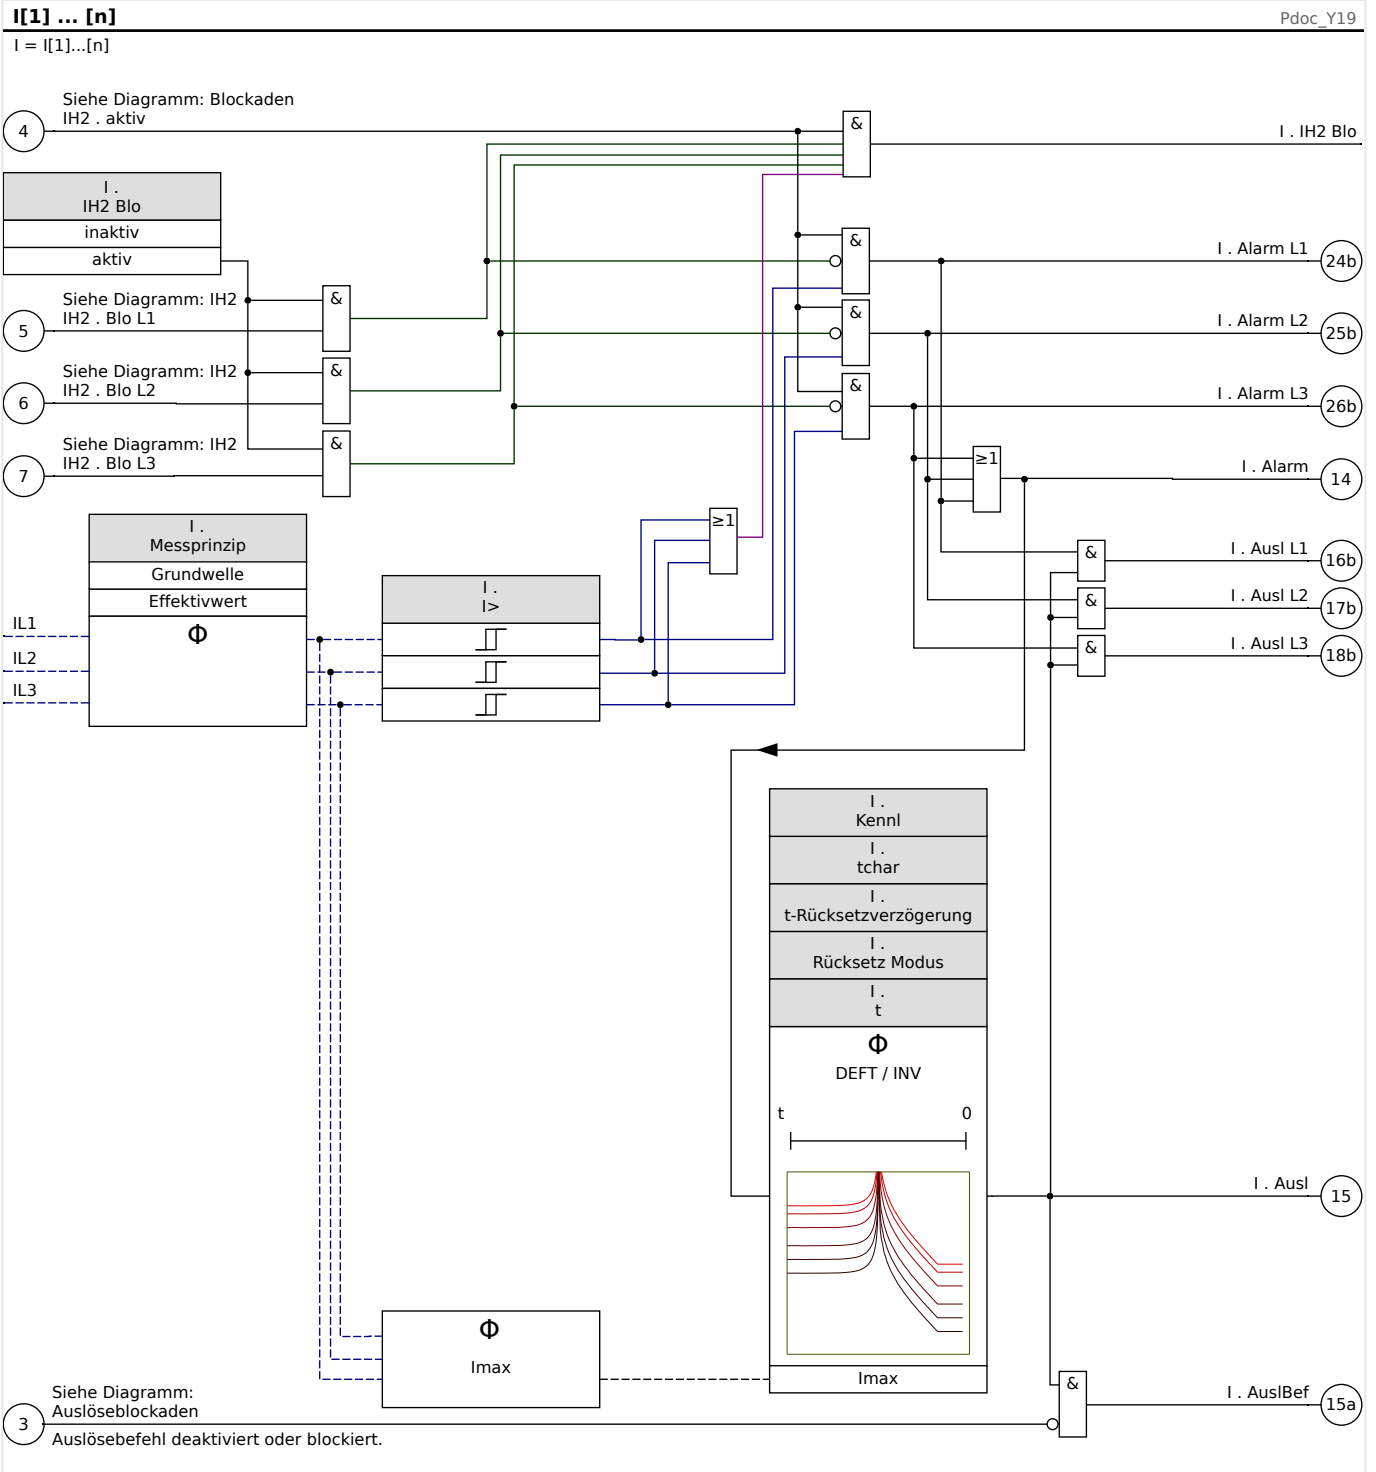 I[1] ... [n]
Pdoc_Y19
I = I[1]...[n]
Siehe Diagramm: Blockaden
IH2 . aktiv
4
&
I . IH2 Blo
I .
IH2 Blo
inaktiv
aktiv
&
I . Alarm L1
24b
Siehe Diagramm: IH2
IH2 . Blo L1
5
&
&
I . Alarm L2
25b
Siehe Diagramm: IH2
IH2 . Blo L2
6
&
&
I . Alarm L3
26b
Siehe Diagramm: IH2
IH2 . Blo L3
7
&
≥1
I . Alarm
14
I .
Messprinzip
Grundwelle
Effektivwert
Φ
IL1
IL2
IL3
≥1
I .
I>
&
I . Ausl L1
16b
&
I . Ausl L2
17b
&
I . Ausl L3
18b
I .
Kennl
I .
tchar
I .
t-Rücksetzverzögerung
I .
Rücksetz Modus
I .
t
Φ
DEFT / INV
t 0
I . Ausl
15
Φ
Imax
Imax
Siehe Diagramm:
Auslöseblockaden
3
Auslösebefehl deaktiviert oder blockiert.
&
I . AuslBef
15a